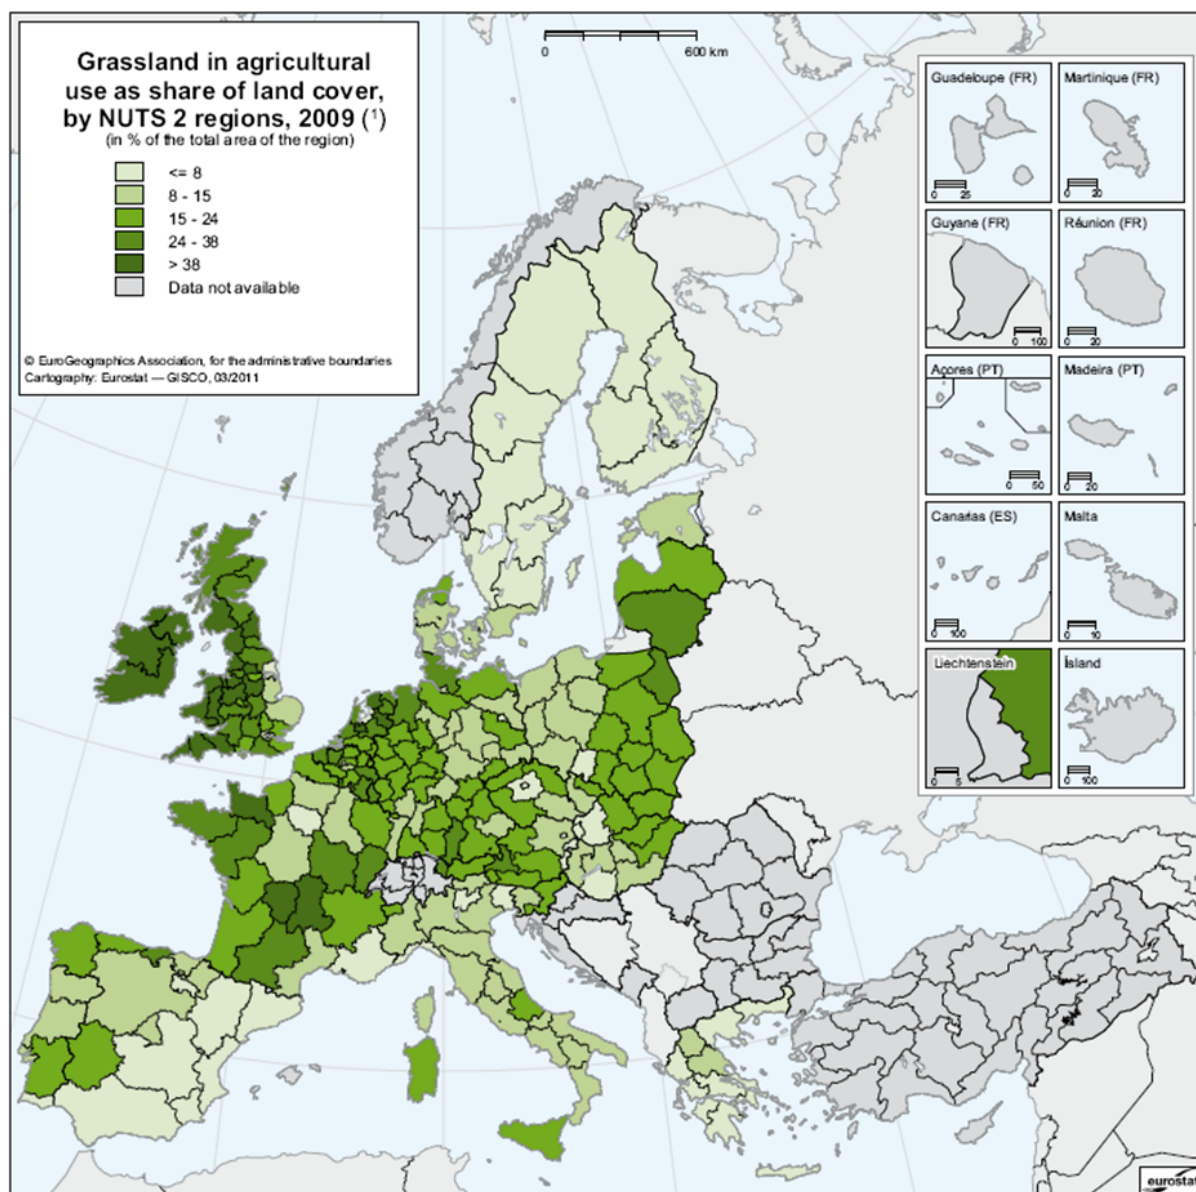 Grassland in agricultural
use as share of land cover,
by NUTS 2 regions, 2009 (¹)
(in % of the total area of the region)
<= 8
8 - 15
15 - 24
24 - 38
> 38
Data not available
© EuroGeographics Association, for the administrative boundaries
Cartography: Eurostat — GISCO, 03/2011
0 600 km
Guadeloupe (FR)
0 25
Martinique (FR)
0 20
Guyane (FR)
0 100
Réunion (FR)
0 20
Açores (PT)
0 50
Madeira (PT)
0 20
Canarias (ES)
0 100
Malta
0 10
Liechtenstein
0 5
Ísland
0 100
eurostat